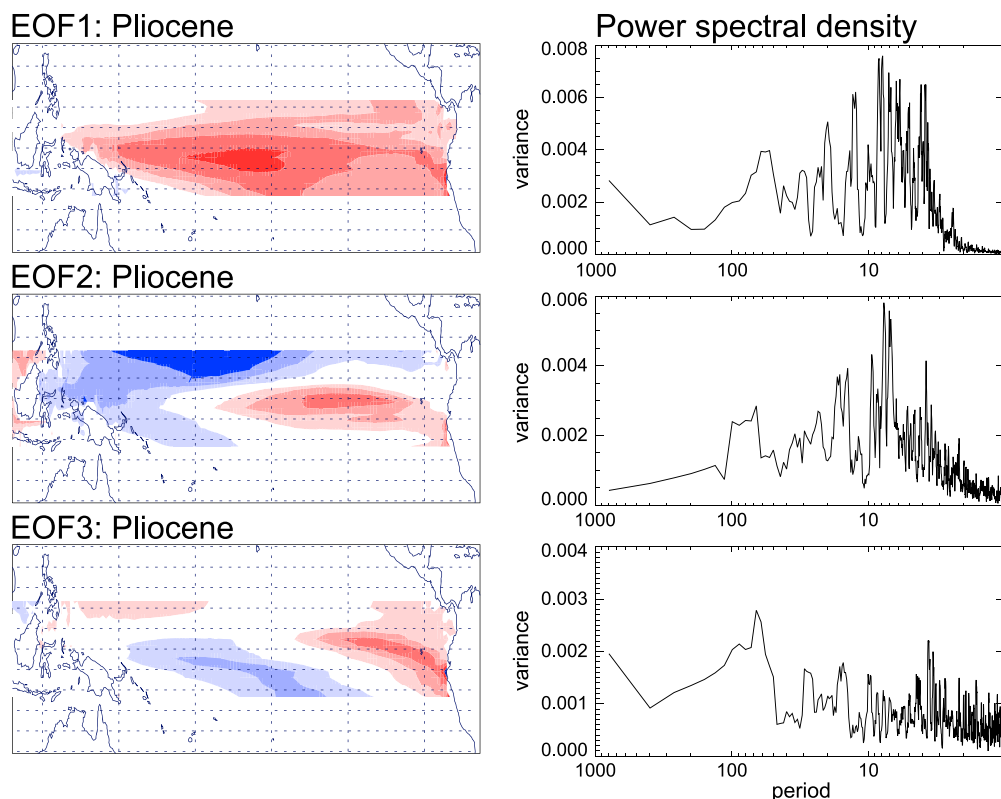 EOF1: Pliocene
Power spectral density
0.008
0.006
0.004
0.002
0.000
variance
1000
100
10
EOF2: Pliocene
0.006
0.004
0.002
0.000
variance
1000
100
10
EOF3: Pliocene
0.004
0.003
0.002
0.001
0.000
variance
1000
100
10
period